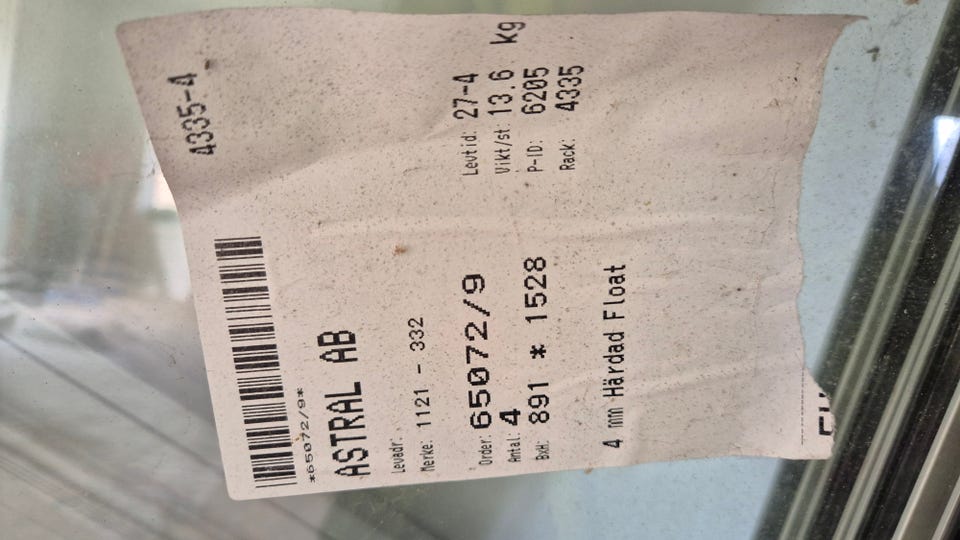 4335-4
*65072/9*
ASTRAL AB
Levadr:
Merke: 1121 - 332
Order: 65072/9
Antal: 4
BxH: 891 * 1528
Levtid: 27-4
Vikt/st: 13.6 kg
P-ID: 6205
Rack: 4335
4 mm Härdad Float